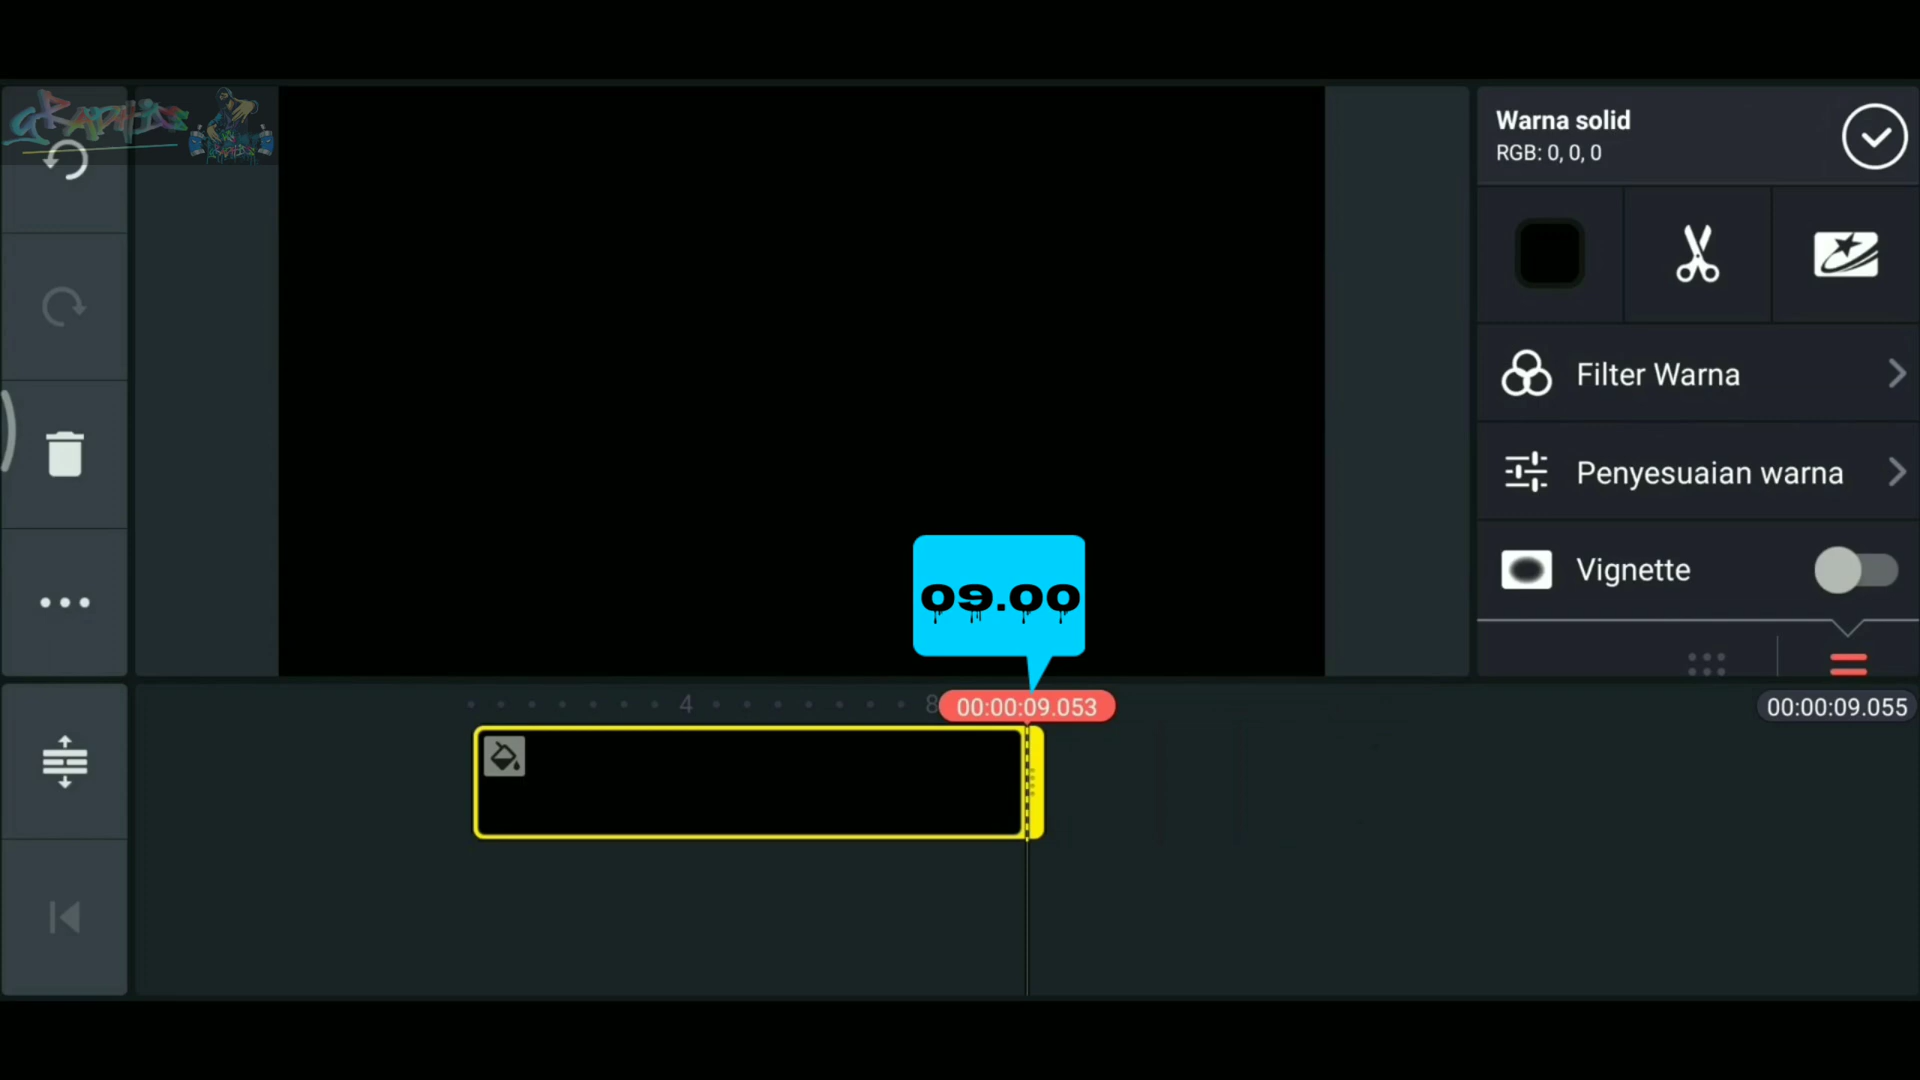 GRAPHICS
Warna solid
RGB: 0, 0, 0
Filter Warna
Penyesuaian warna
Vignette
09.00
4
8
00:00:09.053
00:00:09.055